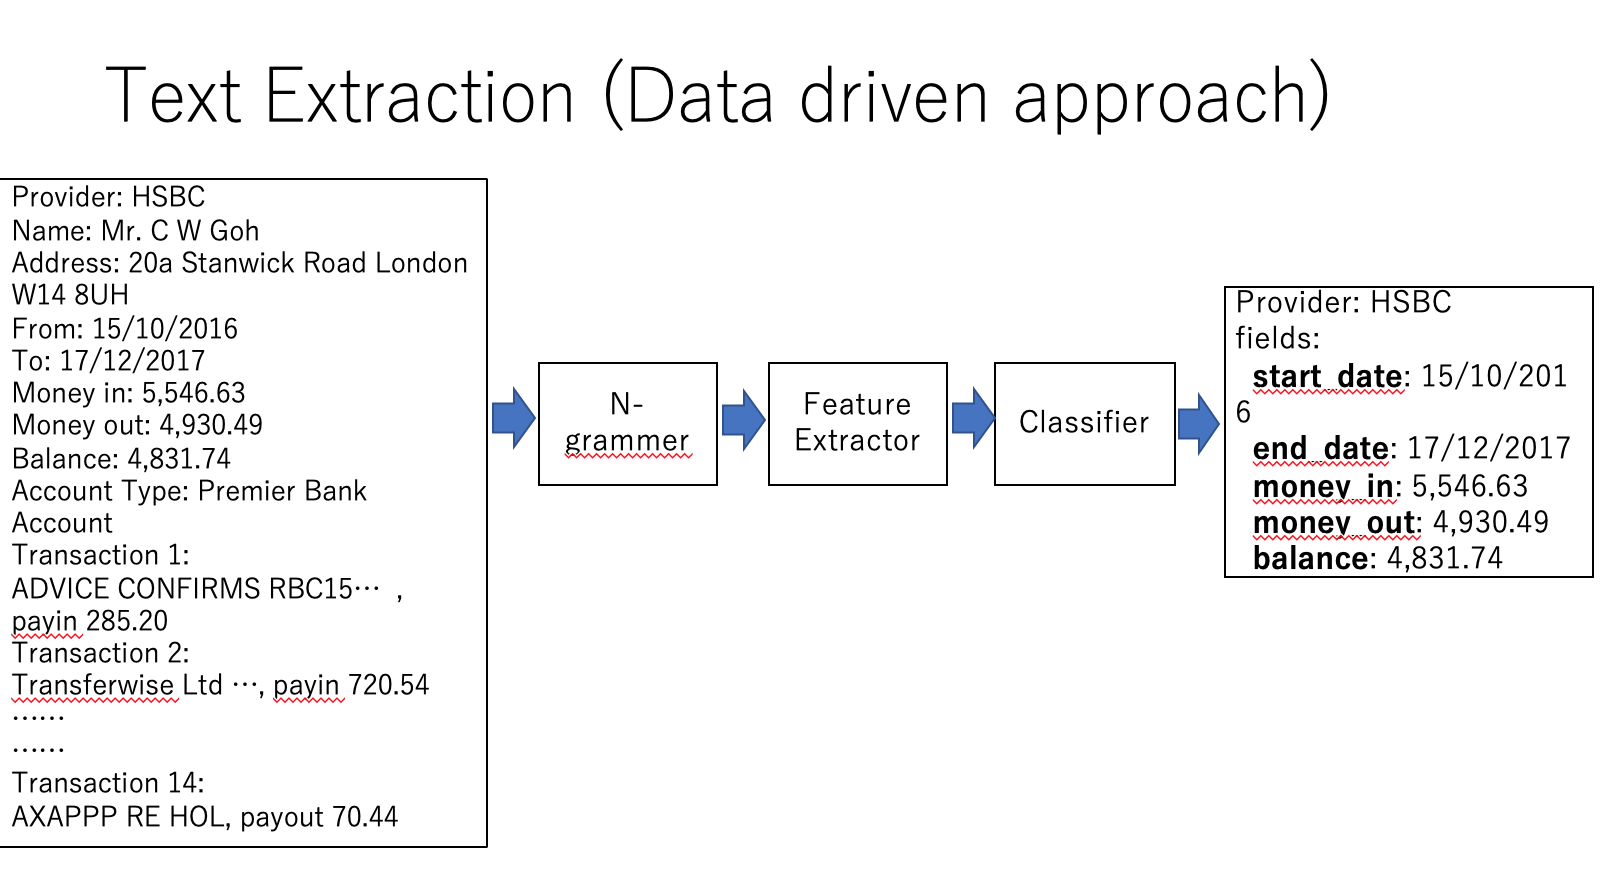 Text Extraction (Data driven approach)
Provider: HSBC
Name: Mr. C W Goh
Address: 20a Stanwick Road London
W14 8UH
From: 15/10/2016
To: 17/12/2017
Money in: 5,546.63
Money out: 4,930.49
Balance: 4,831.74
Account Type: Premier Bank
Account
Transaction 1:
ADVICE CONFIRMS RBC15… ,
payin 285.20
Transaction 2:
Transferwise Ltd …, payin 720.54
……
……
Transaction 14:
AXAPPP RE HOL, payout 70.44
N-
grammer
Feature
Extractor
Classifier
Provider: HSBC
fields:
start_date: 15/10/201
6
end_date: 17/12/2017
money_in: 5,546.63
money_out: 4,930.49
balance: 4,831.74